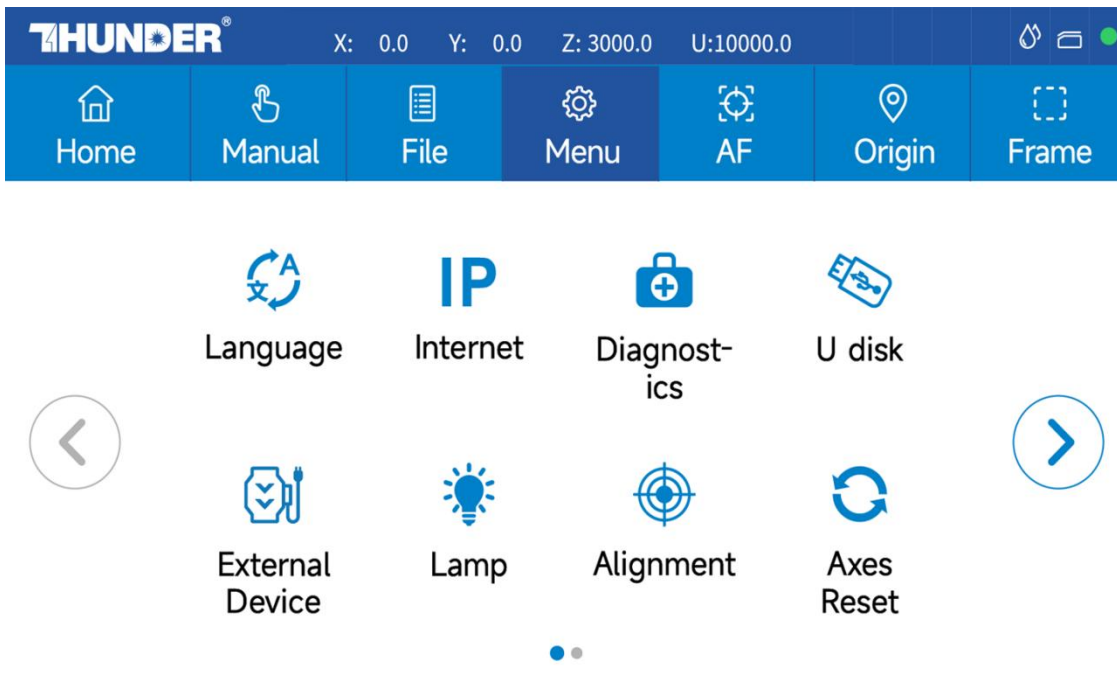 THUNDER®
X: 0.0 Y: 0.0 Z: 3000.0 U:10000.0
Home Manual File Menu AF Origin Frame
A
文
IP
Language Internet Diagnost-
ics U disk
External
Device Lamp Alignment Axes
Reset